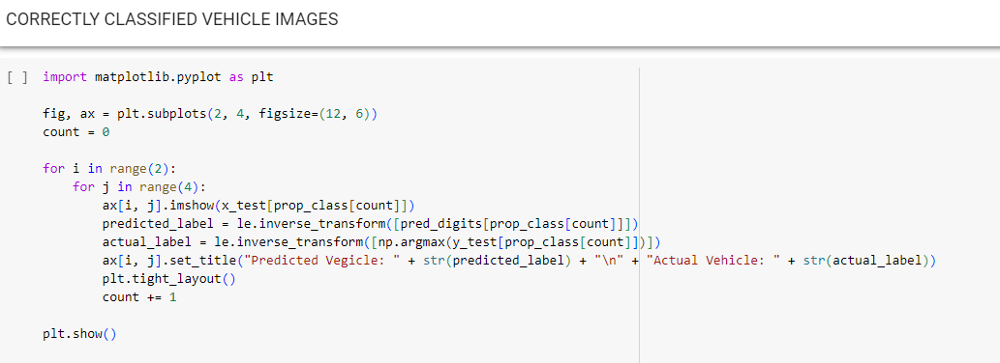 CORRECTLY CLASSIFIED VEHICLE IMAGES
[ ] import matplotlib.pyplot as plt
fig, ax = plt.subplots(2, 4, figsize=(12, 6))
count = 0
for i in range(2):
    for j in range(4):
        ax[i, j].imshow(x_test[prop_class[count]])
        predicted_label = le.inverse_transform([pred_digits[prop_class[count]]])
        actual_label = le.inverse_transform([np.argmax(y_test[prop_class[count]])])
        ax[i, j].set_title("Predicted Vegicle: " + str(predicted_label) + "\n" + "Actual Vehicle: " + str(actual_label))
        plt.tight_layout()
        count += 1
plt.show()